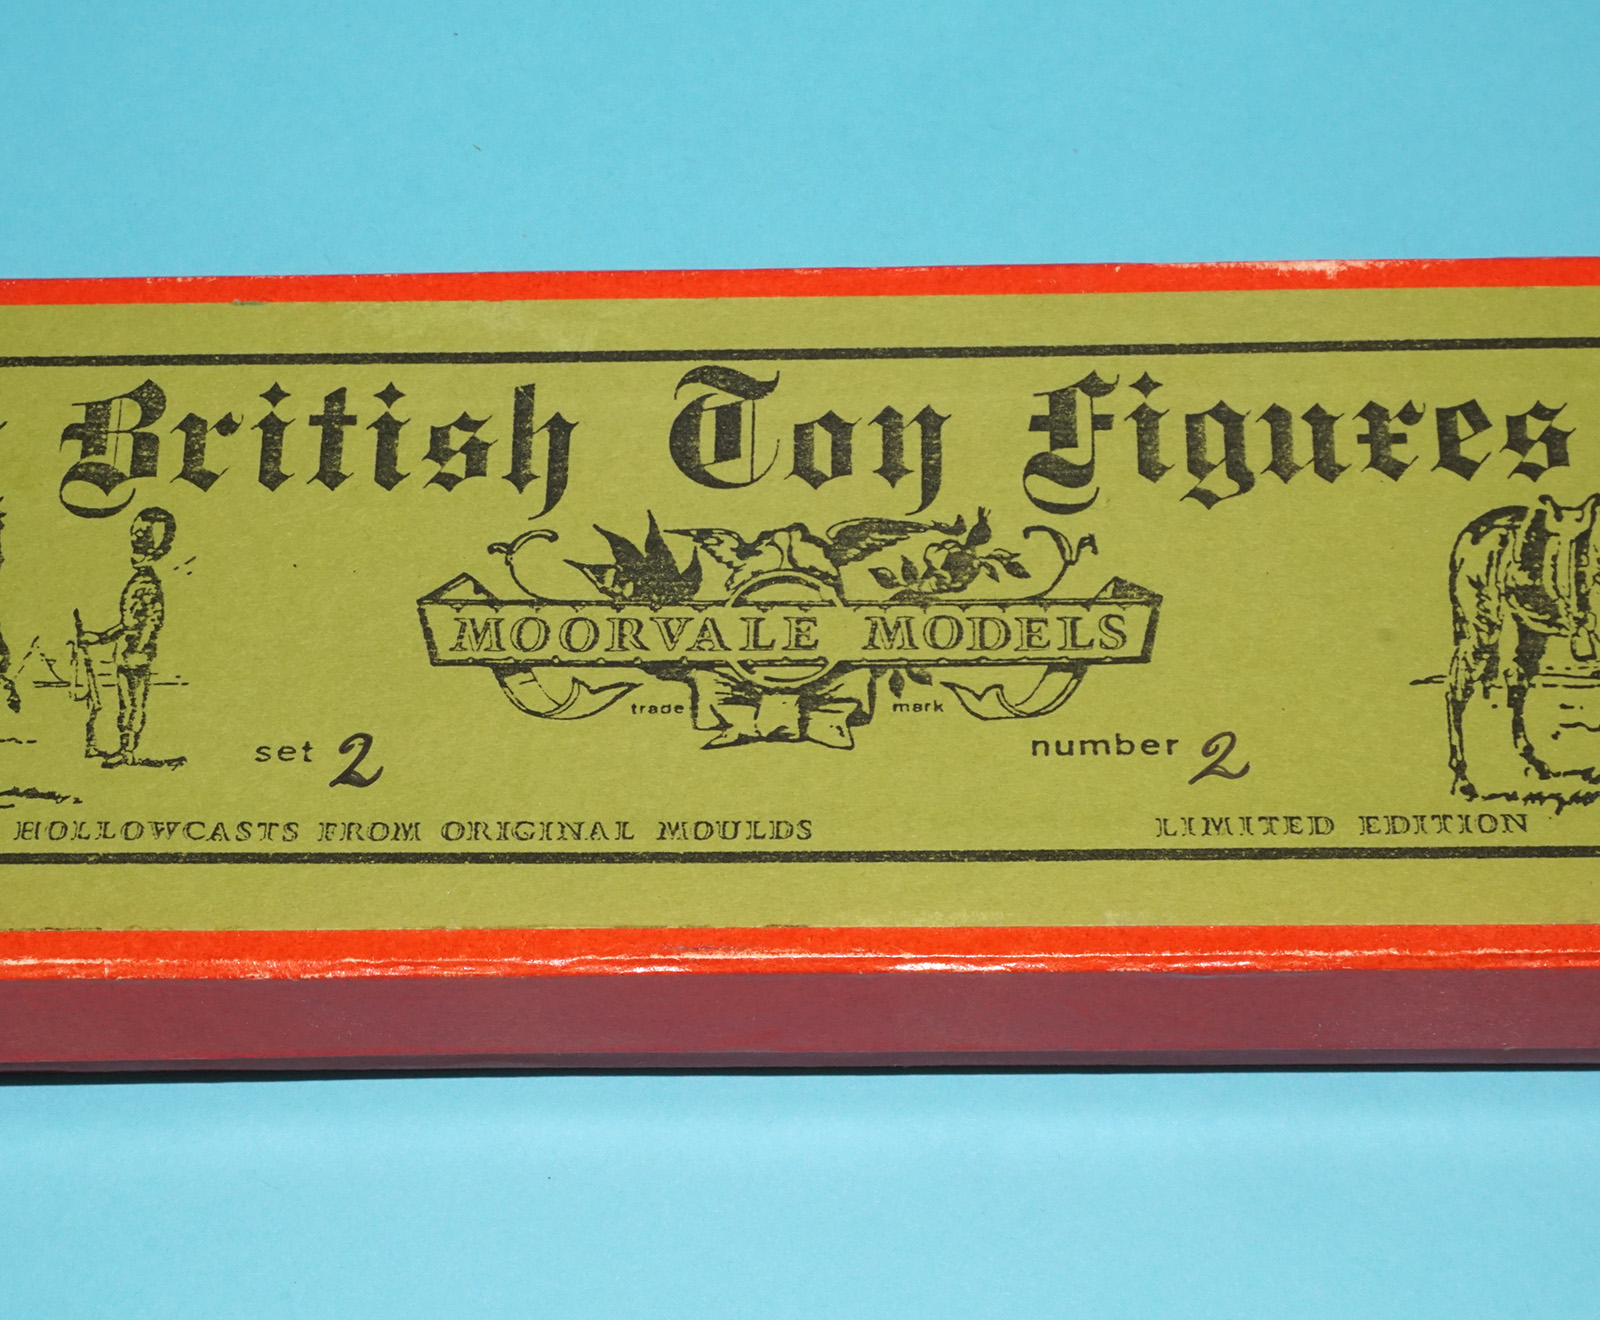 British Toy Figures
MOORVALE MODELS
trade mark
set 2 number 2
HOLLOWCASTS FROM ORIGINAL MOULDS LIMITED EDITION